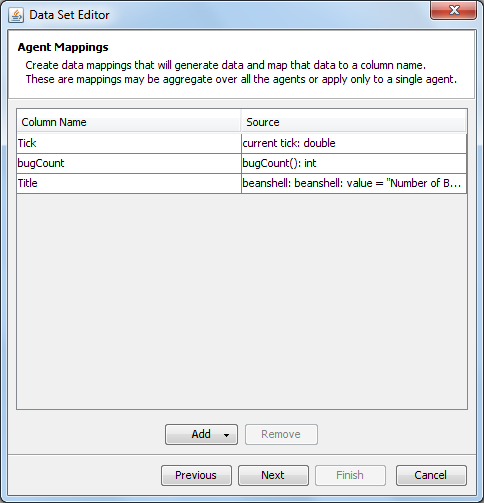 Data Set Editor
Agent Mappings
Create data mappings that will generate data and map that data to a column name.
These are mappings may be aggregate over all the agents or apply only to a single agent.
Column Name Source
Tick current tick: double
bugCount bugCount(): int
Title beanshell: beanshell: value = "Number of B...
Add Remove
Previous Next Finish Cancel